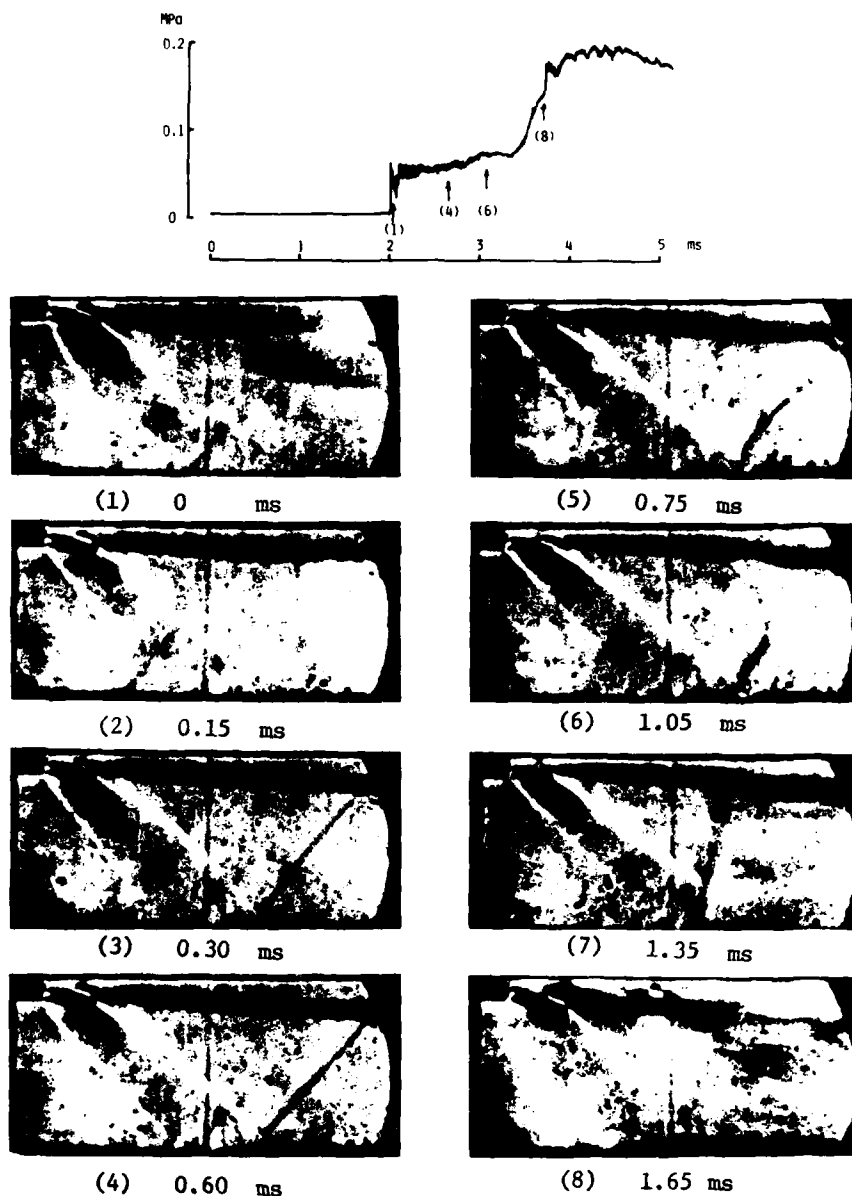 MPa
0.2
0.1
0
(1)
(4)
(6)
(8)
0 1 2 3 4 5 ms
(1) 0 ms
(5) 0.75 ms
(2) 0.15 ms
(6) 1.05 ms
(3) 0.30 ms
(7) 1.35 ms
(4) 0.60 ms
(8) 1.65 ms